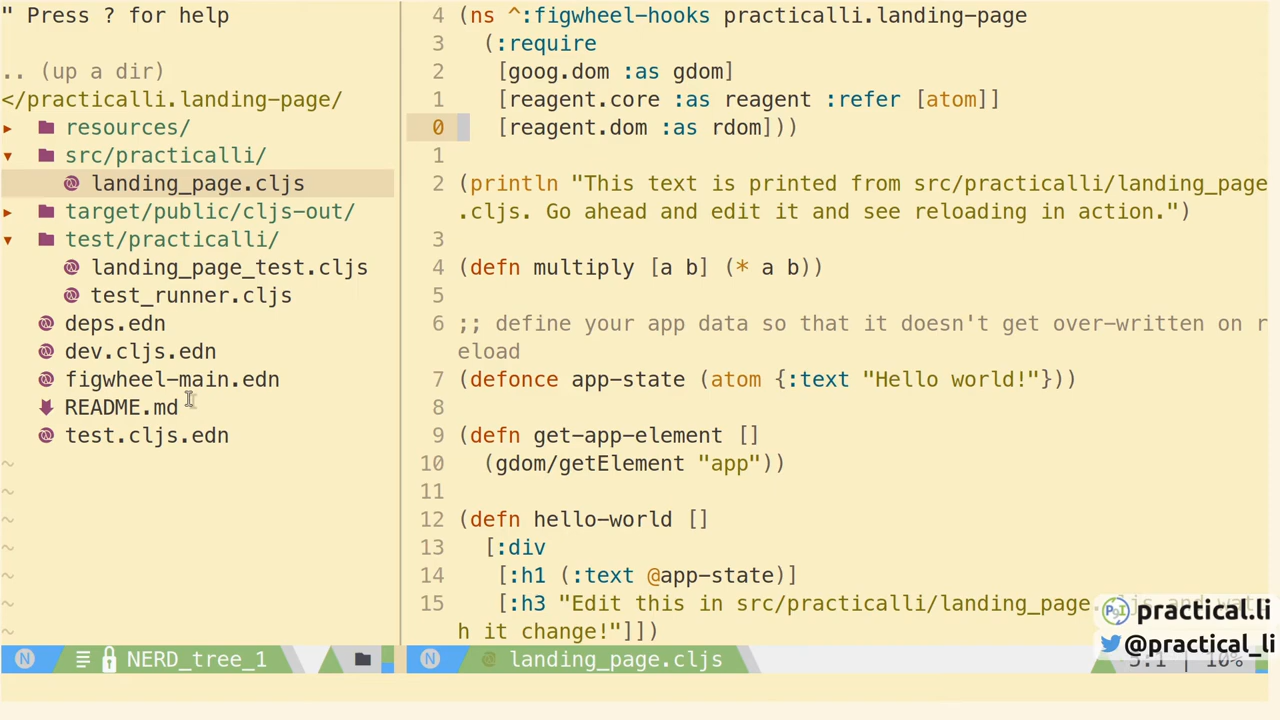 " Press ? for help
.. (up a dir)
</practicalli.landing-page/
▸ resources/
▾ src/practicalli/
landing_page.cljs
▸ target/public/cljs-out/
▾ test/practicalli/
landing_page_test.cljs
test_runner.cljs
deps.edn
dev.cljs.edn
figwheel-main.edn
README.md
test.cljs.edn
~
~
~
~
~
~
~
N NERD_tree_1
4 (ns ^:figwheel-hooks practicalli.landing-page
3 (:require
2 [goog.dom :as gdom]
1 [reagent.core :as reagent :refer [atom]]
0 [reagent.dom :as rdom]))
1
2 (println "This text is printed from src/practicalli/landing_page
.cljs. Go ahead and edit it and see reloading in action.")
3
4 (defn multiply [a b] (* a b))
5
6 ;; define your app data so that it doesn't get over-written on r
eload
7 (defonce app-state (atom {:text "Hello world!"}))
8
9 (defn get-app-element []
10 (gdom/getElement "app"))
11
12 (defn hello-world []
13 [:div
14 [:h1 (:text @app-state)]
15 [:h3 "Edit this in src/practicalli/landing_page.
h it change!"]])
N landing_page.cljs
5:1 | 10%
practical.li
@practical_li